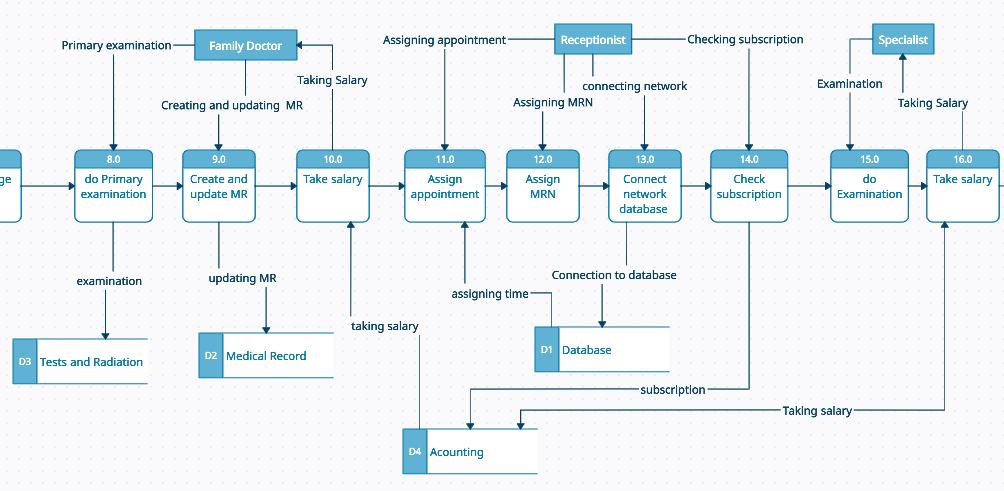 Primary examination
Family Doctor
Taking Salary
Creating and updating MR
Assigning appointment
Receptionist
Checking subscription
connecting network
Assigning MRN
Specialist
Examination
Taking Salary
ge
8.0
do Primary
examination
9.0
Create and
update MR
10.0
Take salary
11.0
Assign
appointment
12.0
Assign
MRN
13.0
Connect
network
database
14.0
Check
subscription
15.0
do
Examination
16.0
Take salary
examination
updating MR
taking salary
assigning time
Connection to database
D3 Tests and Radiation
D2 Medical Record
D1 Database
subscription
Taking salary
D4 Acounting